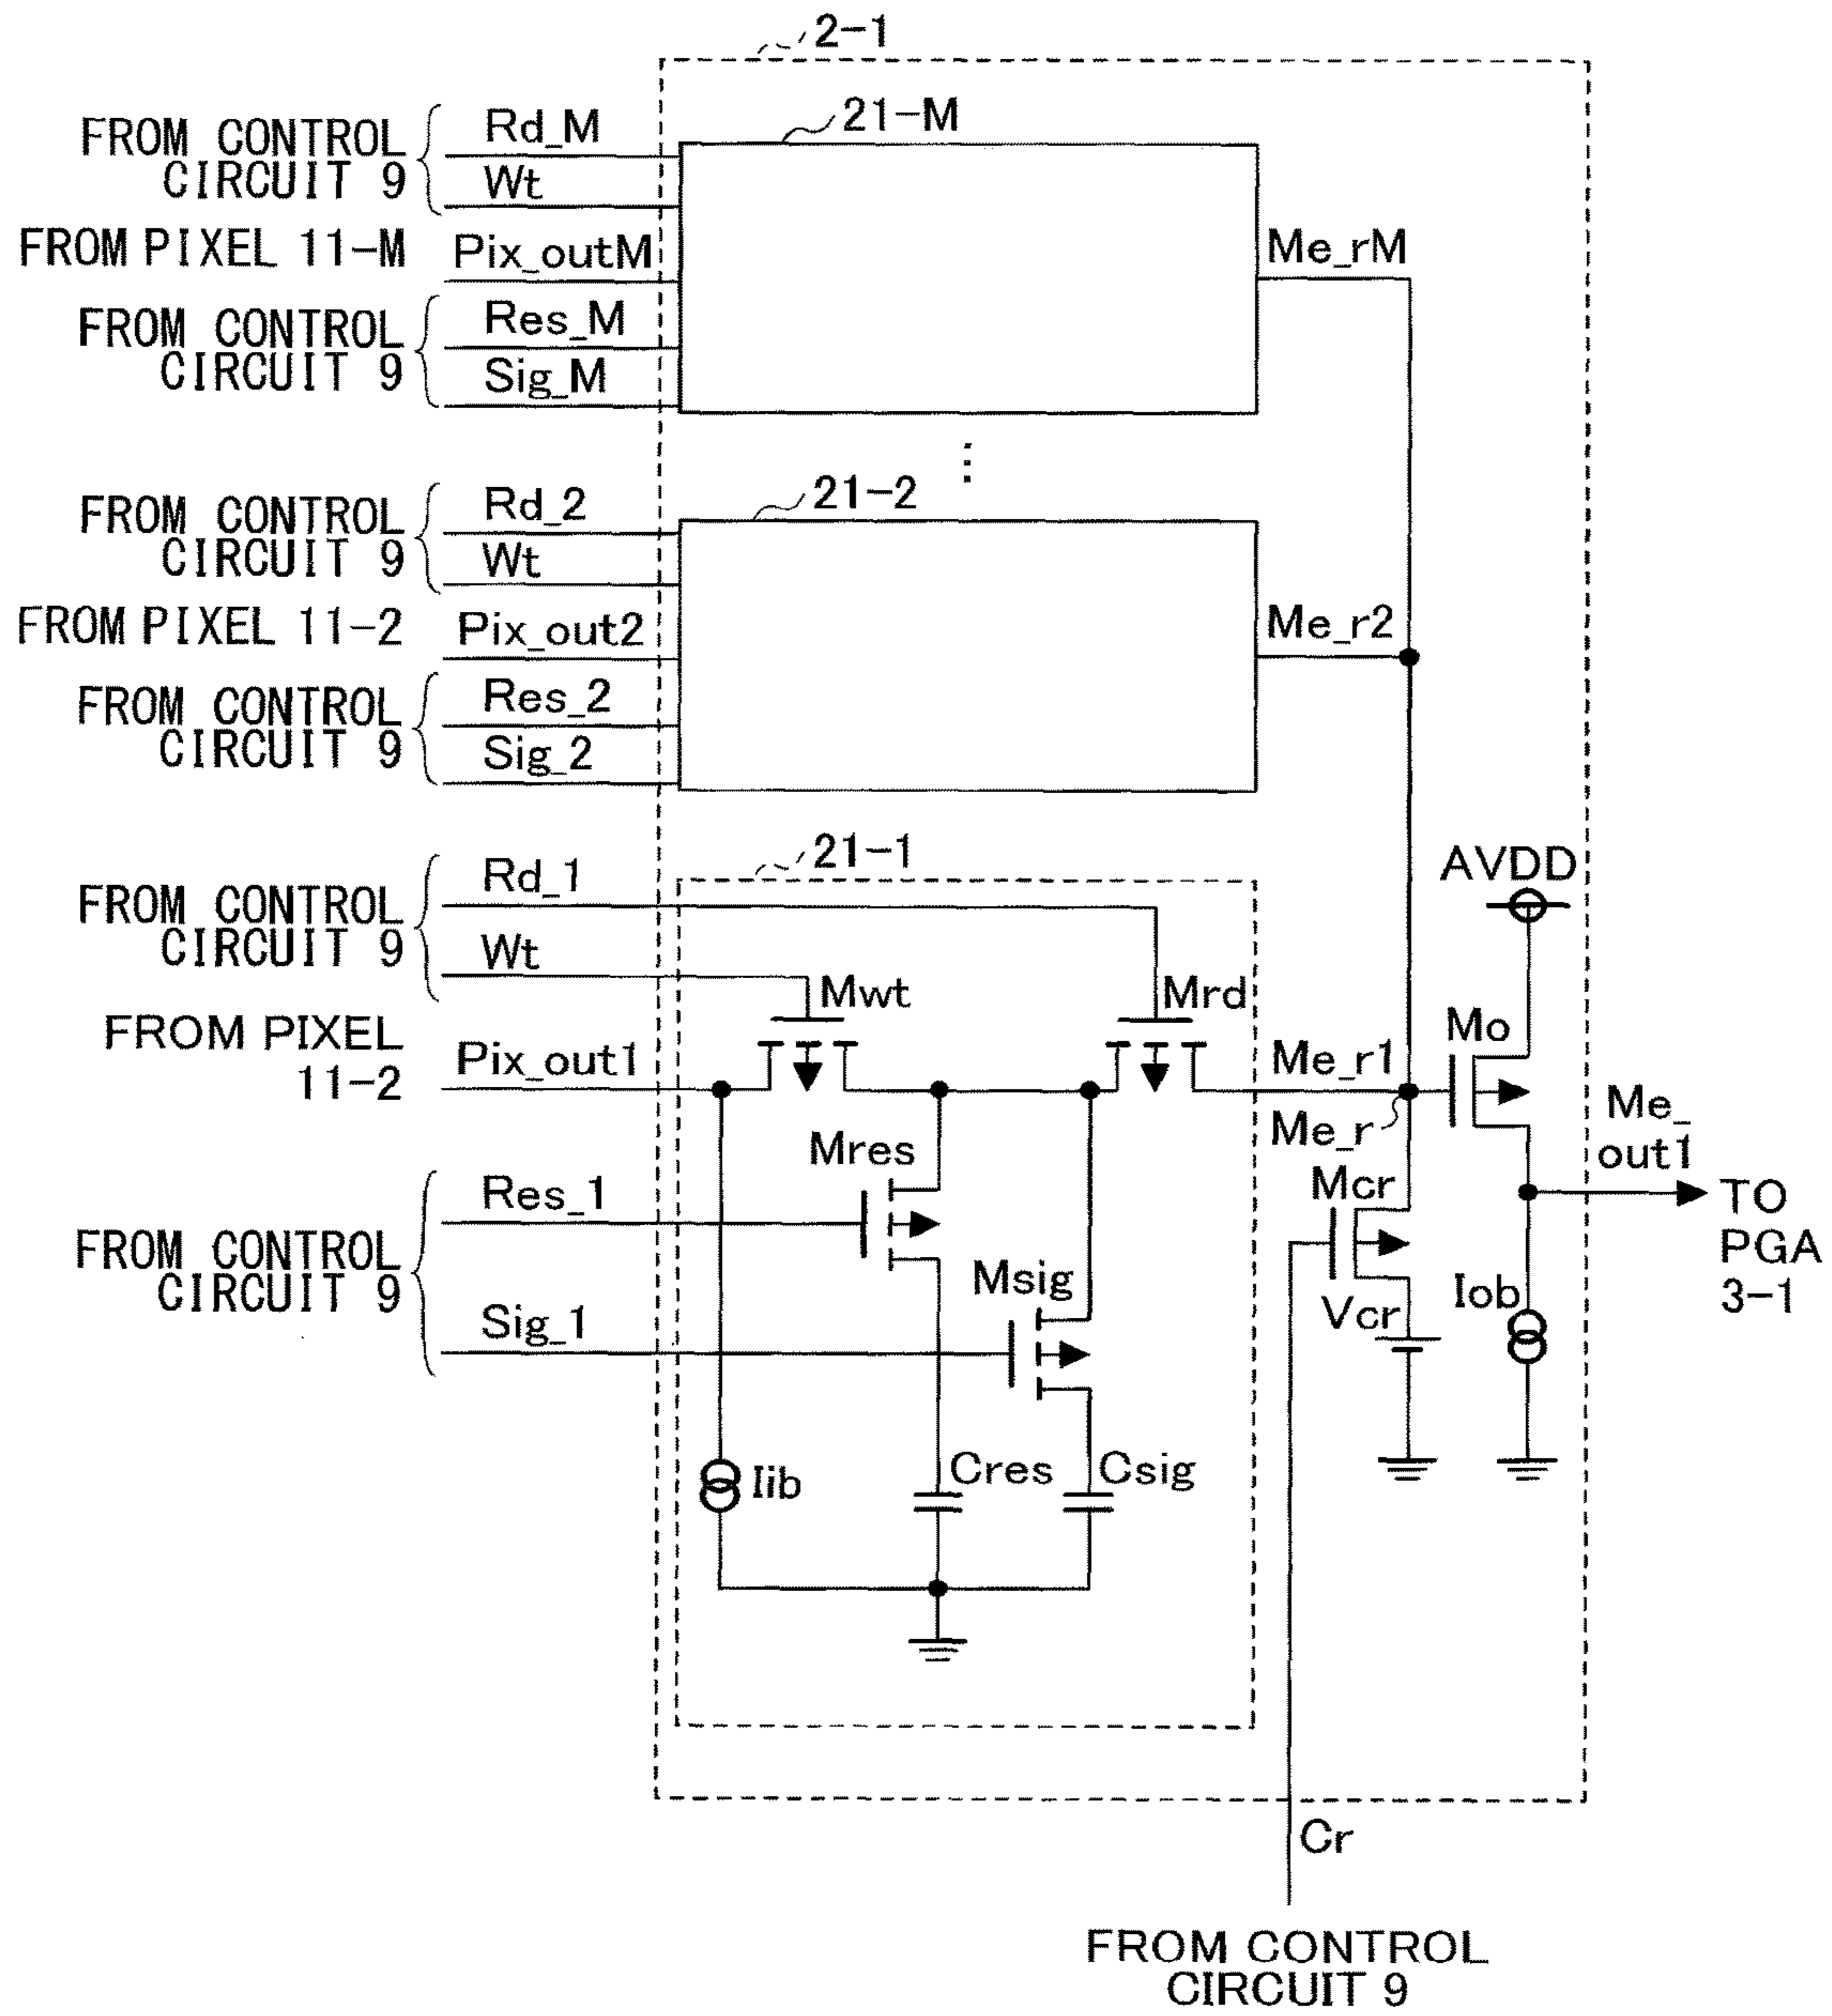 2-1
21-M
FROM CONTROL
CIRCUIT 9
Rd_M
Wt
FROM PIXEL 11-M
Pix_outM
Me_rM
FROM CONTROL
CIRCUIT 9
Res_M
Sig_M
21-2
FROM CONTROL
CIRCUIT 9
Rd_2
Wt
FROM PIXEL 11-2
Pix_out2
Me_r2
FROM CONTROL
CIRCUIT 9
Res_2
Sig_2
21-1
FROM CONTROL
CIRCUIT 9
Rd_1
Wt
AVDD
Mwt
Mrd
Mo
FROM PIXEL
11-2
Pix_out1
Me_r1
Me_r
Me_
out1
Mres
Mcr
TO
PGA
3-1
FROM CONTROL
CIRCUIT 9
Res_1
Sig_1
Msig
Vcr
Iob
Iib
Cres
Csig
Cr
FROM CONTROL
CIRCUIT 9